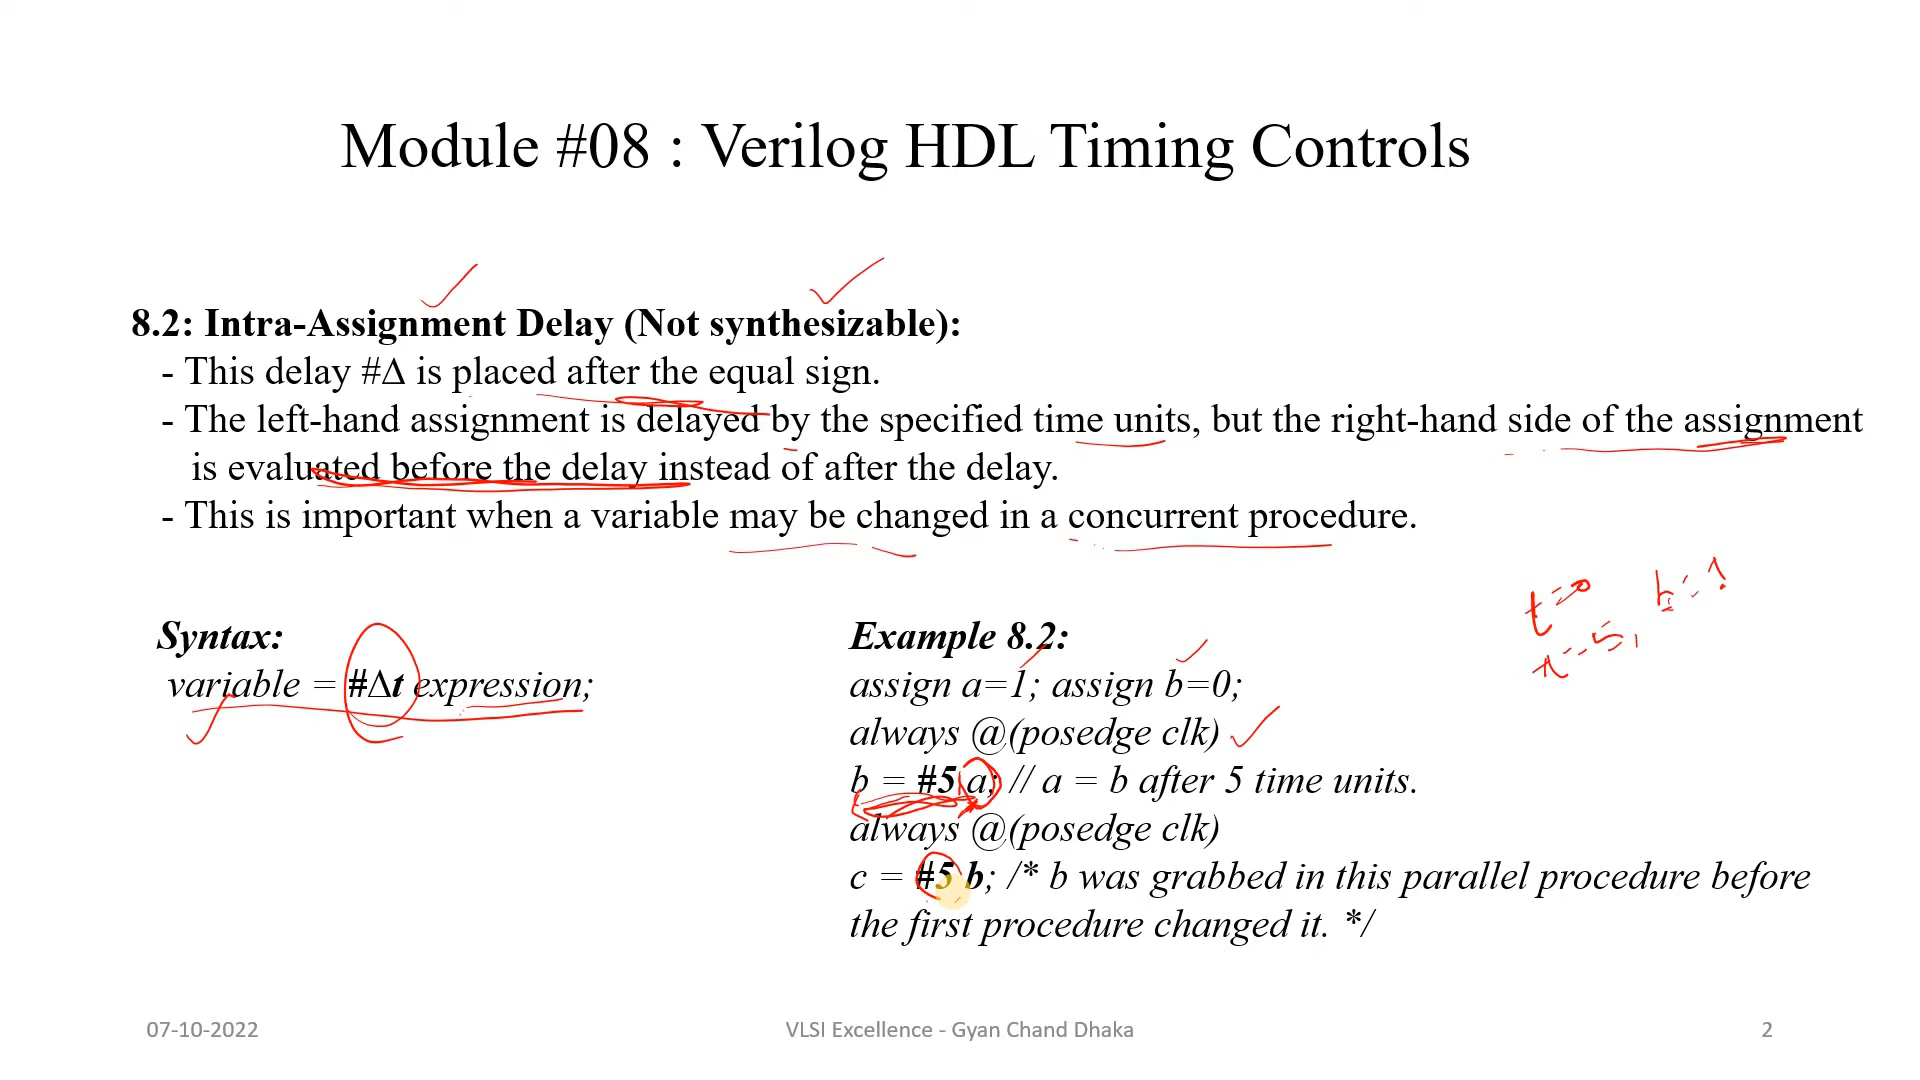 Module #08 : Verilog HDL Timing Controls
8.2: Intra-Assignment Delay (Not synthesizable):
- This delay #Δ is placed after the equal sign.
- The left-hand assignment is delayed by the specified time units, but the right-hand side of the assignment
is evaluated before the delay instead of after the delay.
- This is important when a variable may be changed in a concurrent procedure.
t=0
Syntax:
variable = #Δt expression;
Example 8.2:
assign a=1; assign b=0;
always @(posedge clk)
b = #5 a; // a = b after 5 time units.
always @(posedge clk)
c = #5 b; /* b was grabbed in this parallel procedure before
the first procedure changed it. */
07-10-2022
VLSI Excellence - Gyan Chand Dhaka
2